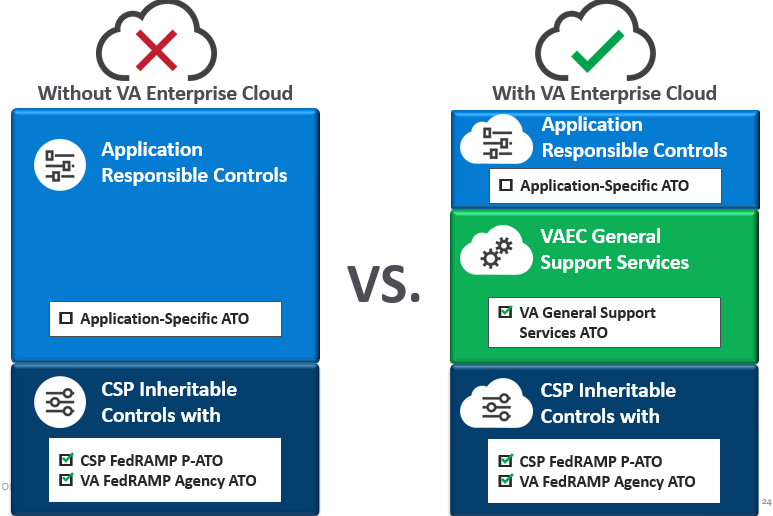 Without VA Enterprise Cloud
Application
Responsible Controls
Application-Specific ATO
CSP Inheritable
Controls with
CSP FedRAMP P-ATO
VA FedRAMP Agency ATO
VS.
With VA Enterprise Cloud
Application
Responsible Controls
Application-Specific ATO
VAEC General
Support Services
VA General Support
Services ATO
CSP Inheritable
Controls with
CSP FedRAMP P-ATO
VA FedRAMP Agency ATO
24